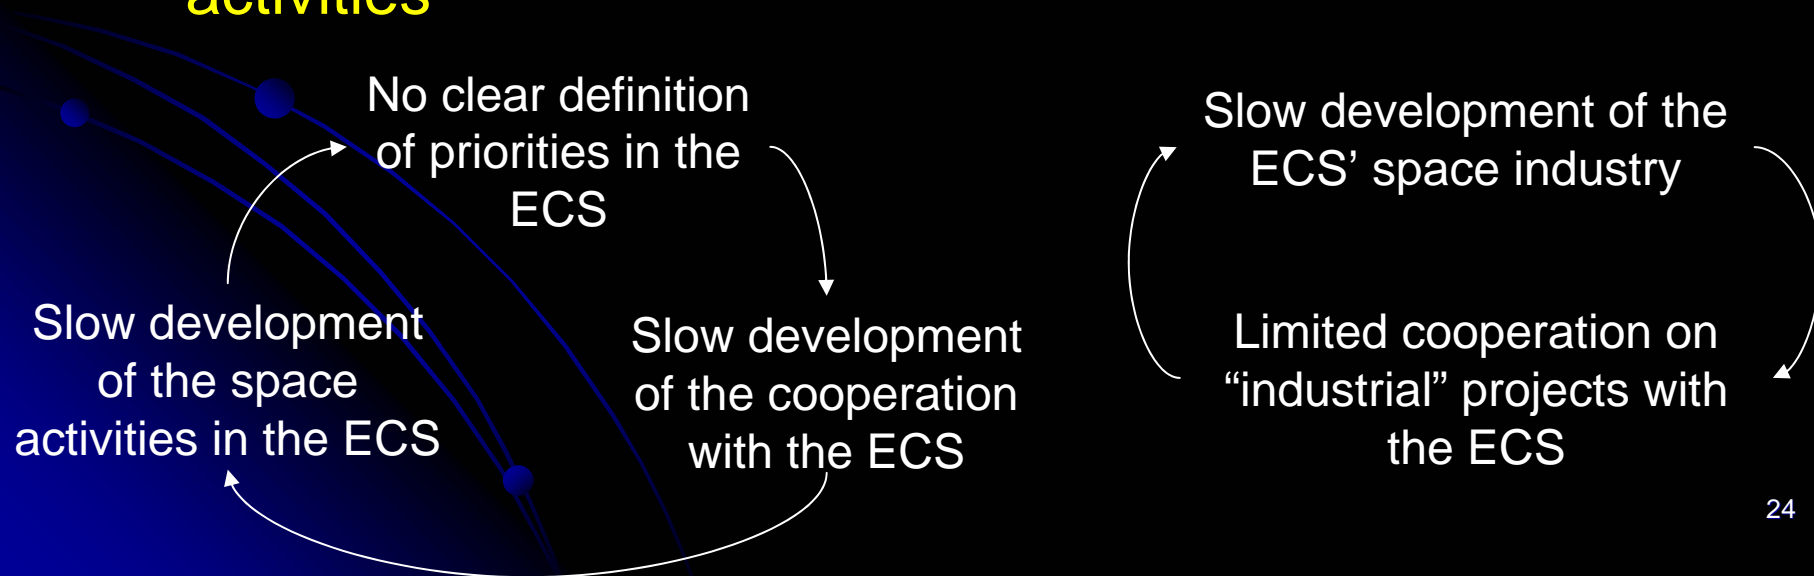 activities
No clear definition
of priorities in the
ECS
Slow development
of the space
activities in the ECS
Slow development
of the cooperation
with the ECS
Slow development of the
ECS’ space industry
Limited cooperation on
“industrial” projects with
the ECS
24